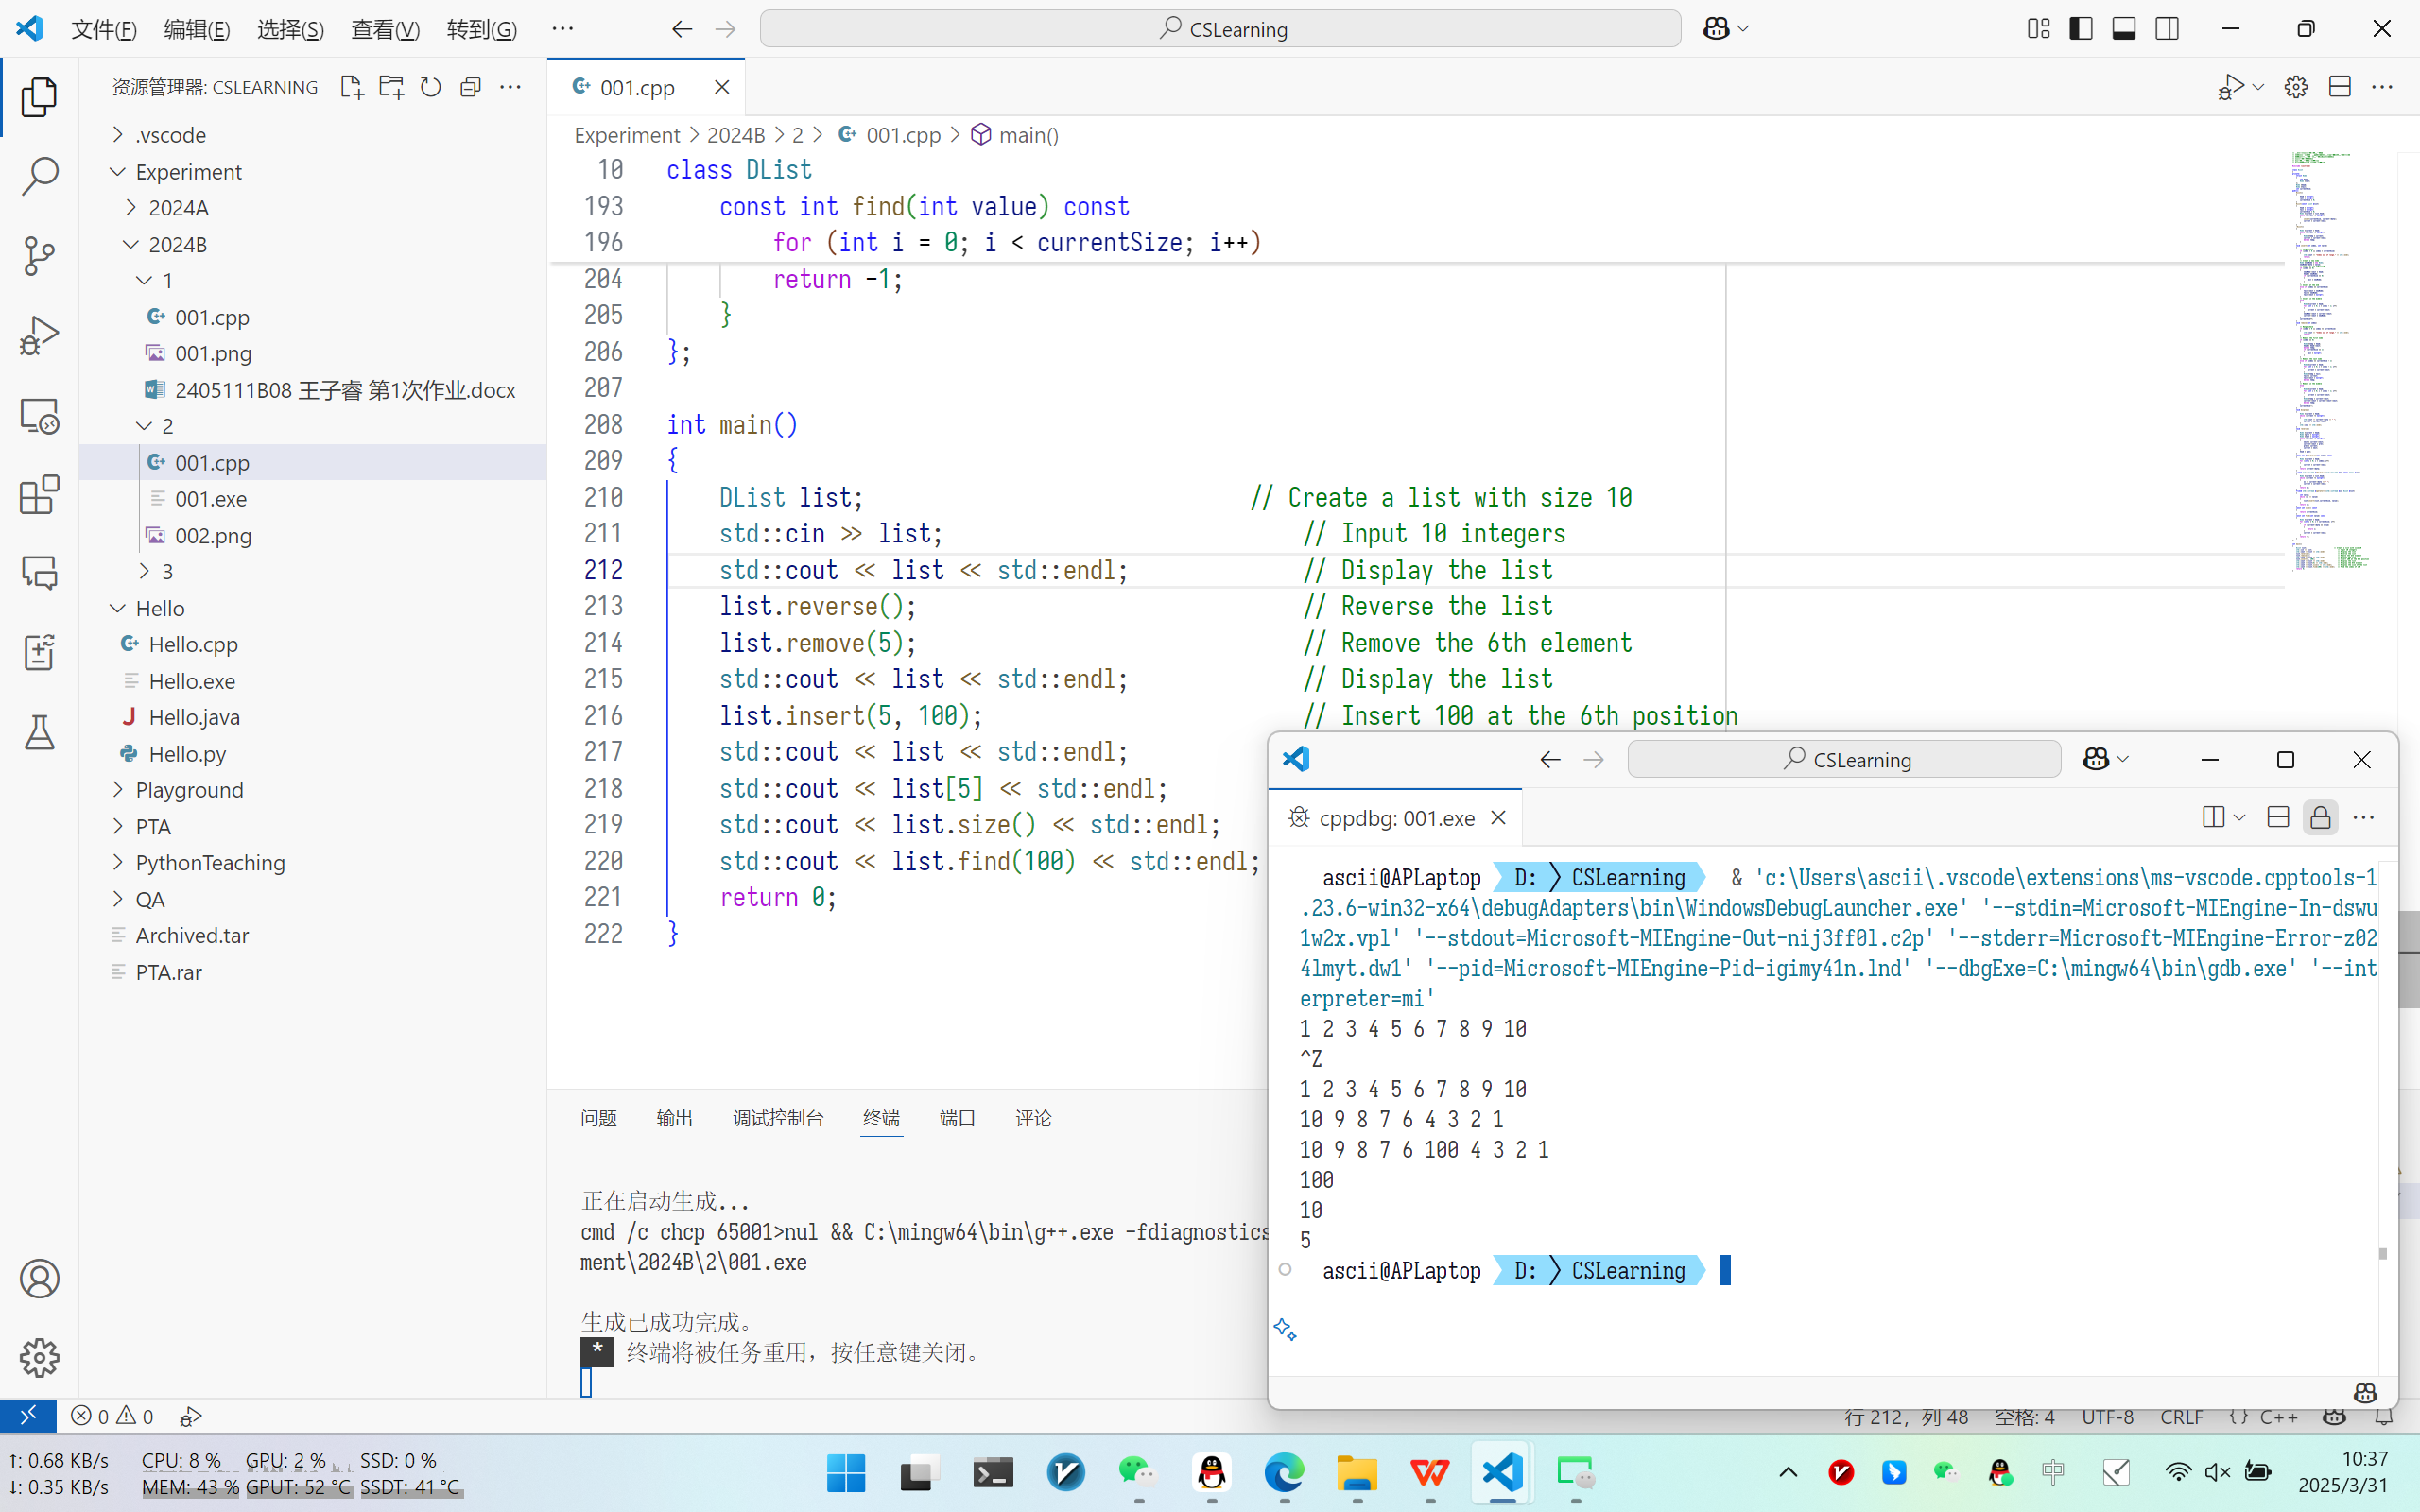 文件(F) 编辑(E) 选择(S) 查看(V) 转到(G) ··· CSLearning
资源管理器: CSLEARNING
.vscode
Experiment
2024A
2024B
1
001.cpp
001.png
2405111B08 王子睿 第1次作业.docx
2
001.cpp
001.exe
002.png
3
Hello
Hello.cpp
Hello.exe
Hello.java
Hello.py
Playground
PTA
PythonTeaching
QA
Archived.tar
PTA.rar
001.cpp
Experiment > 2024B > 2 > 001.cpp > main()
10 class DList
193 const int find(int value) const
196 for (int i = 0; i < currentSize; i++)
204 return -1;
205 }
206 };
207
208 int main()
209 {
210 DList list; // Create a list with size 10
211 std::cin >> list; // Input 10 integers
212 std::cout << list << std::endl; // Display the list
213 list.reverse(); // Reverse the list
214 list.remove(5); // Remove the 6th element
215 std::cout << list << std::endl; // Display the list
216 list.insert(5, 100); // Insert 100 at the 6th position
217 std::cout << list << std::endl;
218 std::cout << list[5] << std::endl;
219 std::cout << list.size() << std::endl;
220 std::cout << list.find(100) << std::endl;
221 return 0;
222 }
问题 输出 调试控制台 终端 端口 评论
正在启动生成...
cmd /c chcp 65001>nul && C:\mingw64\bin\g++.exe -fdiagnostics
ment\2024B\2\001.exe
生成已成功完成。
* 终端将被任务重用，按任意键关闭。
CSLearning
cppdbg: 001.exe
ascii@APLaptop D: CSLearning & 'c:\Users\ascii\.vscode\extensions\ms-vscode.cpptools-1
.23.6-win32-x64\debugAdapters\bin\WindowsDebugLauncher.exe' '--stdin=Microsoft-MIEngine-In-dswu
1w2x.vpl' '--stdout=Microsoft-MIEngine-Out-nij3ff0l.c2p' '--stderr=Microsoft-MIEngine-Error-z02
4lmyt.dw1' '--pid=Microsoft-MIEngine-Pid-igimy41n.lnd' '--dbgExe=C:\mingw64\bin\gdb.exe' '--int
erpreter=mi'
1 2 3 4 5 6 7 8 9 10
^Z
1 2 3 4 5 6 7 8 9 10
10 9 8 7 6 4 3 2 1
10 9 8 7 6 100 4 3 2 1
100
10
5
ascii@APLaptop D: CSLearning
0 0
行 212，列 48 空格: 4 UTF-8 CRLF {} C++
↑: 0.68 KB/s CPU: 8 % GPU: 2 % SSD: 0 %
↓: 0.35 KB/s MEM: 43 % GPUT: 52 °C SSDT: 41 °C
中
10:37
2025/3/31